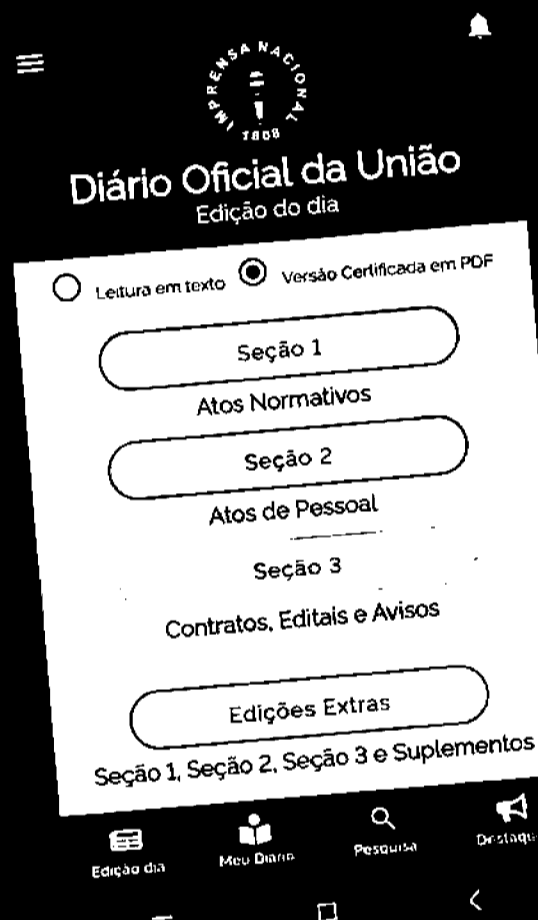 IMPRENSA NACIONAL
1808
Diário Oficial da União
Edição do dia
Leitura em texto Versão Certificada em PDF
Seção 1
Atos Normativos
Seção 2
Atos de Pessoal
Seção 3
Contratos, Editais e Avisos
Edições Extras
Seção 1, Seção 2, Seção 3 e Suplementos
Edição dia Meu Diário Pesquisa Destaqu